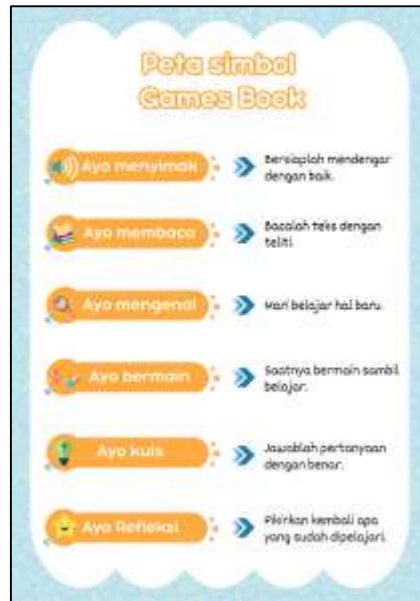 Peta simbol
Games Book
Ayo menyimak
Bersiaplah mendengar
dengan baik.
Ayo membaca
Bacalah teks dengan
teliti.
Ayo mengenal
Mari belajar hal baru.
Ayo bermain
Saatnya bermain sambil
belajar.
Ayo kuis
Jawablah pertanyaan
dengan benar.
Ayo Refleksi
Pikirkan kembali apa
yang sudah dipelajari.